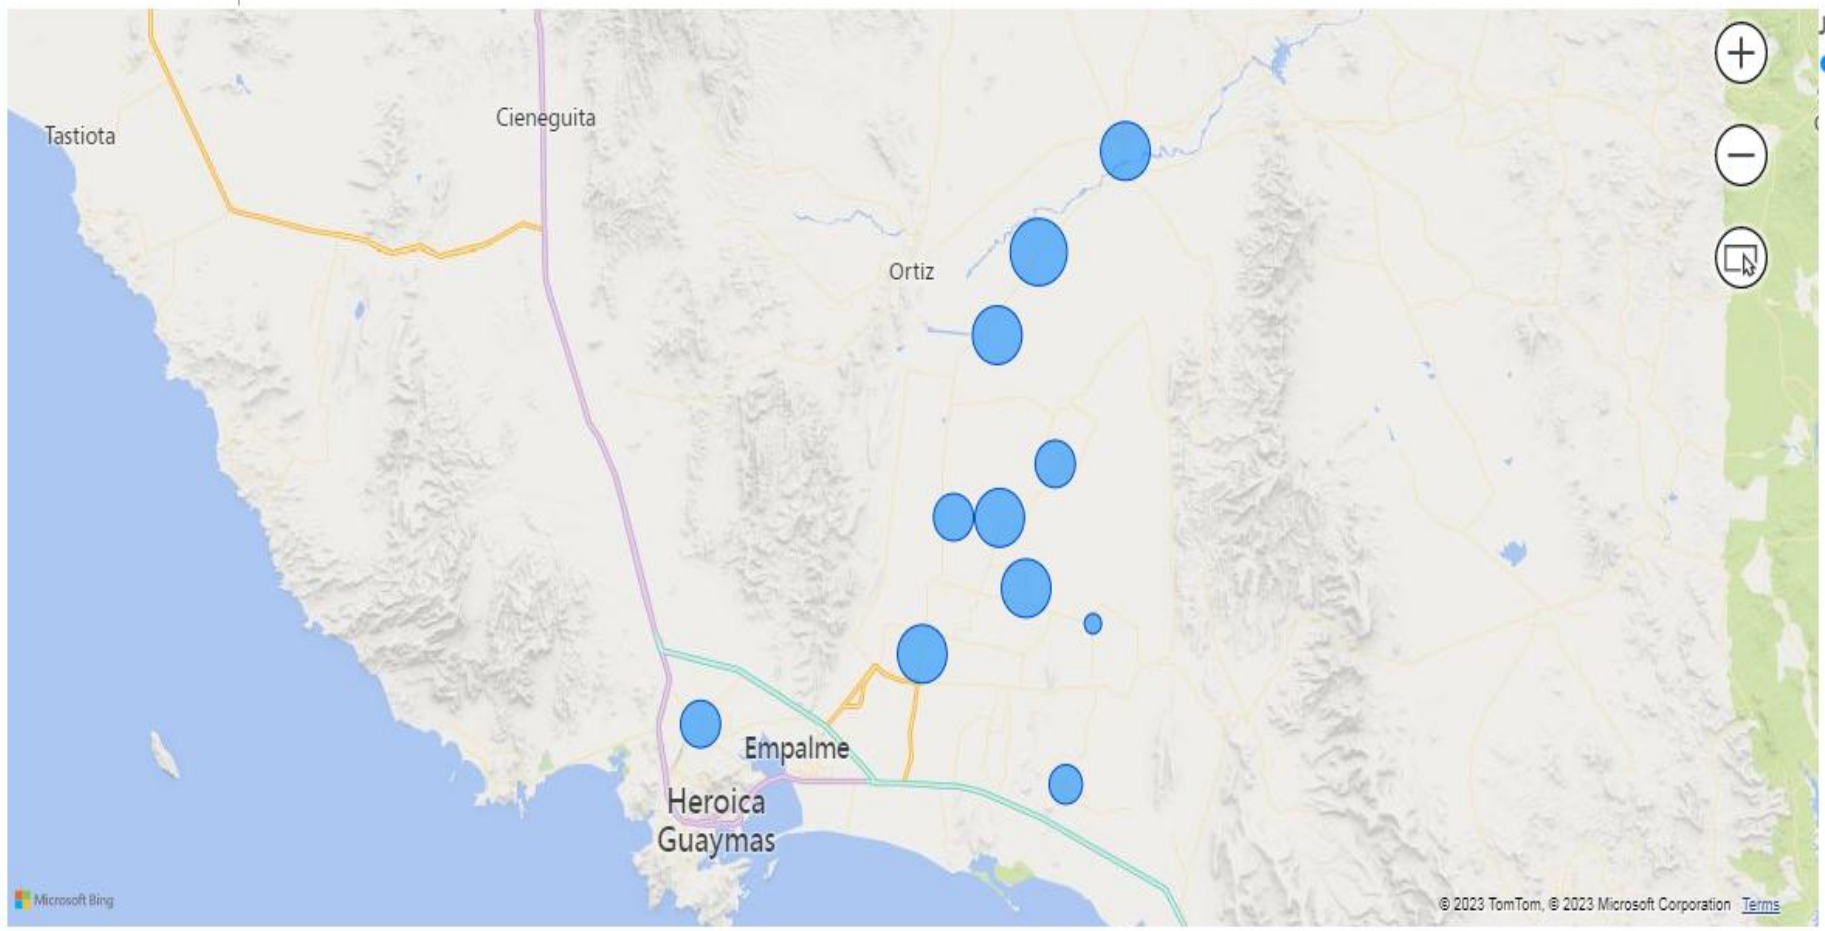 Cieneguita
Tastiota
Ortiz
Empalme
Heroica
Guaymas
Microsoft Bing
© 2023 TomTom, © 2023 Microsoft Corporation Terms